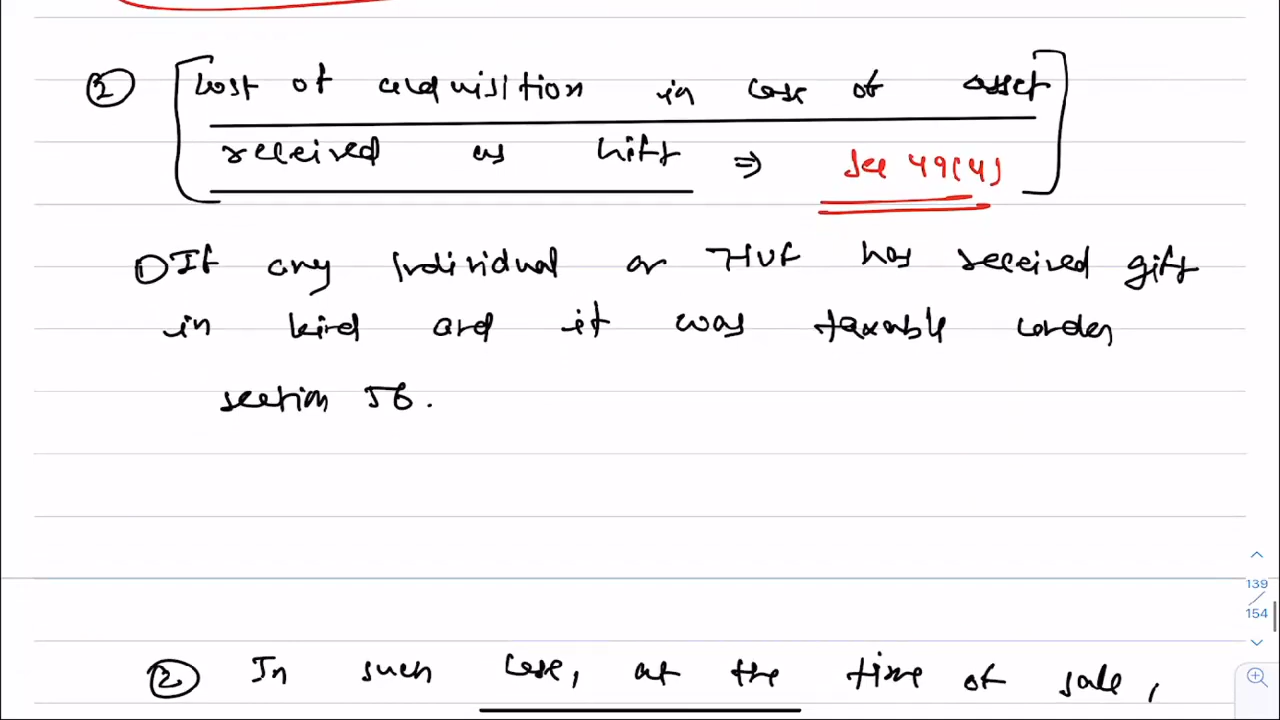 ② [Cost of acquisition in case of asset
received as Gift ⇒ Sec 49(4)]
① If any Individual or HUF has received gift
in kind and it was taxable under
section 56.
139
154
② In such case, at the time of sale,